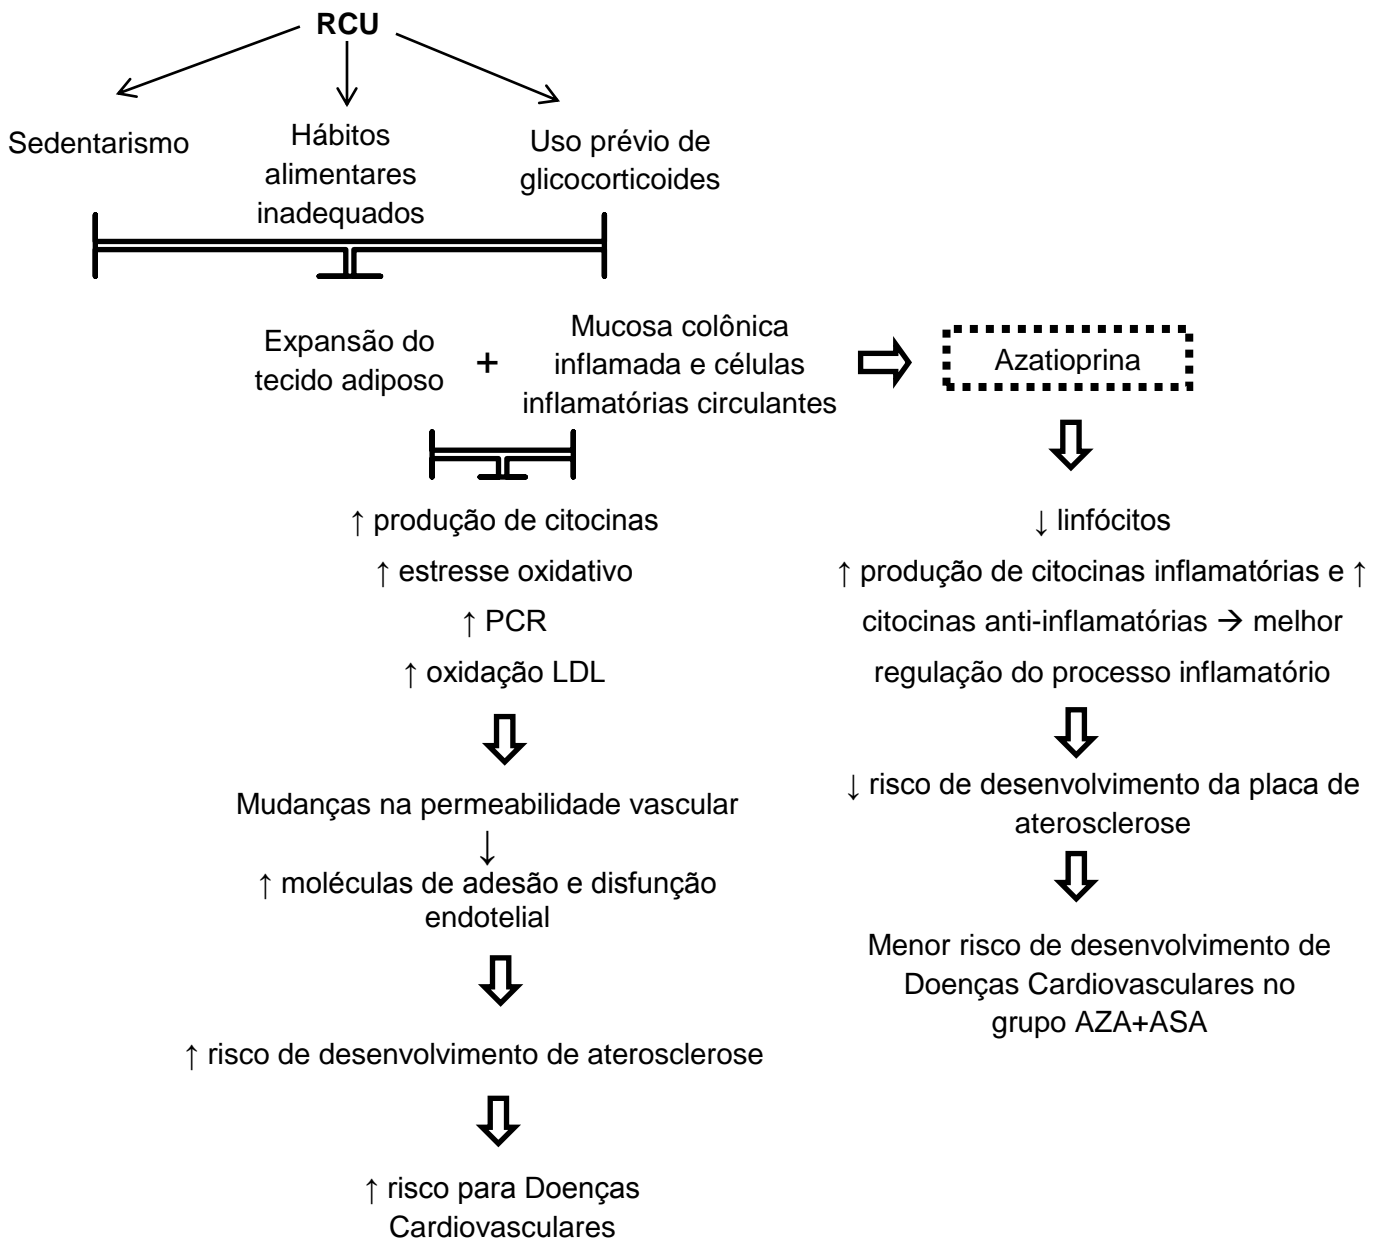 RCU
Sedentarismo
Hábitos
alimentares
inadequados
Uso prévio de
glicocorticoides
Expansão do
tecido adiposo
+
Mucosa colônica
inflamada e células
inflamatórias circulantes
Azatioprina
↑ produção de citocinas
↑ estresse oxidativo
↑ PCR
↑ oxidação LDL
Mudanças na permeabilidade vascular
↓
↑ moléculas de adesão e disfunção
endotelial
↑ risco de desenvolvimento de aterosclerose
↑ risco para Doenças
Cardiovasculares
↓ linfócitos
↑ produção de citocinas inflamatórias e ↑
citocinas anti-inflamatórias → melhor
regulação do processo inflamatório
↓ risco de desenvolvimento da placa de
aterosclerose
Menor risco de desenvolvimento de
Doenças Cardiovasculares no
grupo AZA+ASA